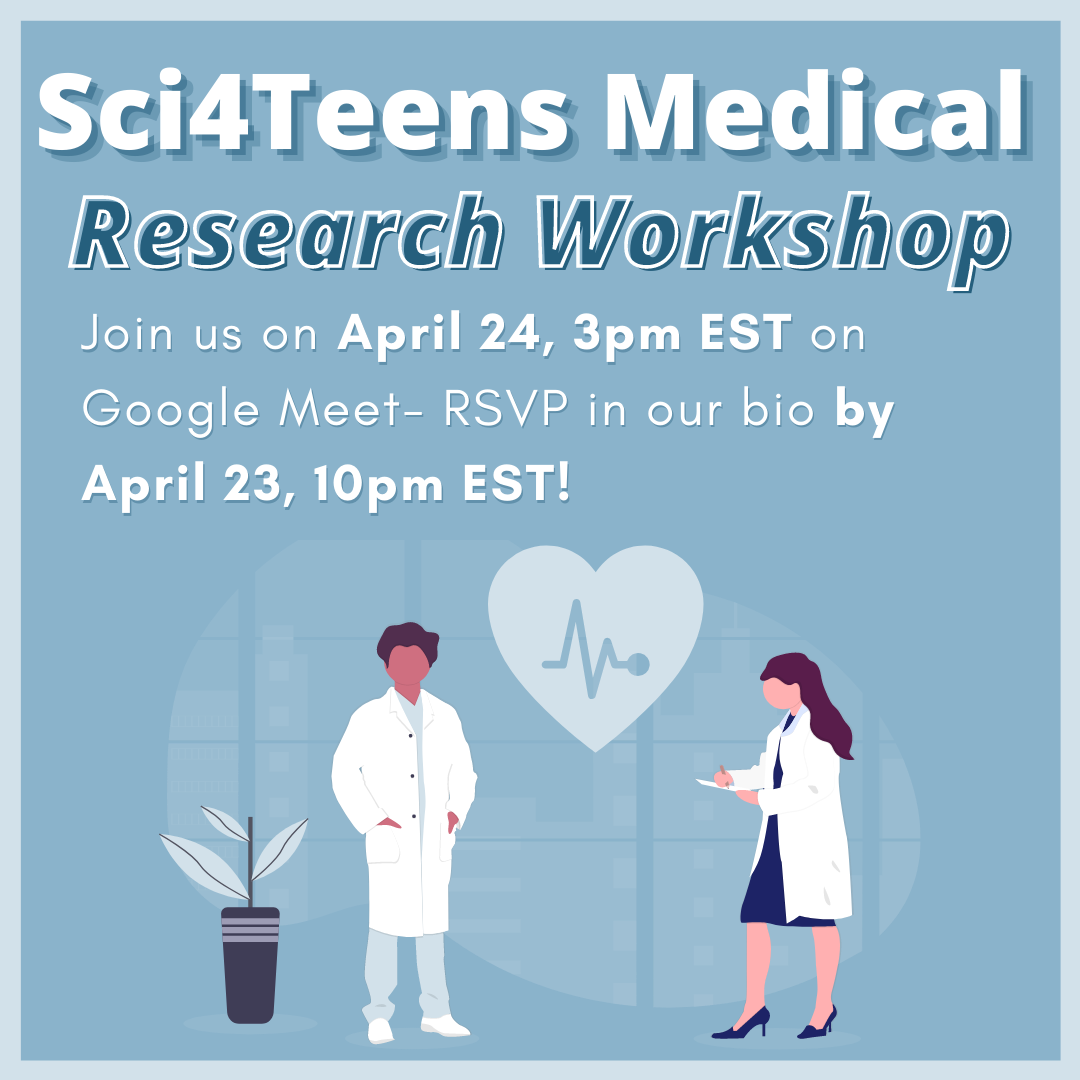 Sci4Teens Medical
Research Workshop
Join us on April 24, 3pm EST on
Google Meet- RSVP in our bio by
April 23, 10pm EST!